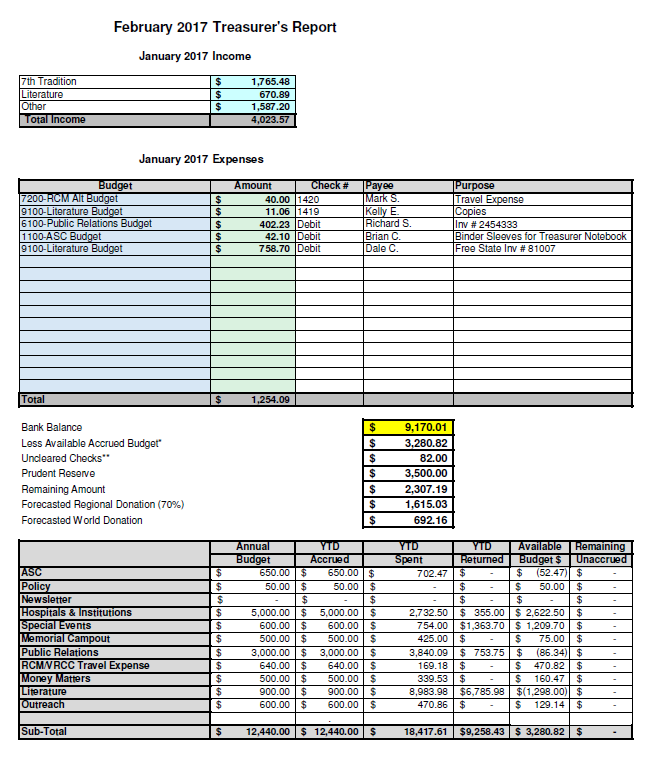 February 2017 Treasurer's Report
January 2017 Income
7th Tradition $ 1,765.48
Literature $ 670.89
Other $ 1,587.20
Total Income 4,023.57
January 2017 Expenses
Budget Amount Check # Payee Purpose
7200-RCM Alt Budget $ 40.00 1420 Mark S. Travel Expense
9100-Literature Budget $ 11.06 1419 Kelly E. Copies
6100-Public Relations Budget $ 402.23 Debit Richard S. Inv # 2454333
1100-ASC Budget $ 42.10 Debit Brian C. Binder Sleeves for Treasurer Notebook
9100-Literature Budget $ 758.70 Debit Dale C. Free State Inv # 81007
Total $ 1,254.09
Bank Balance $ 9,170.01
Less Available Accrued Budget* $ 3,280.82
Uncleared Checks** $ 82.00
Prudent Reserve $ 3,500.00
Remaining Amount $ 2,307.19
Forecasted Regional Donation (70%) $ 1,615.03
Forecasted World Donation $ 692.16
Annual YTD YTD YTD Available Remaining
Budget Accrued Spent Returned Budget $ Unaccrued
ASC $ 650.00 $ 650.00 $ 702.47 $ - $ (52.47) $ -
Policy $ 50.00 $ 50.00 $ - $ - $ 50.00 $ -
Newsletter $ - $ - $ - $ - $ - $ -
Hospitals & Institutions $ 5,000.00 $ 5,000.00 $ 2,732.50 $ 355.00 $ 2,622.50 $ -
Special Events $ 600.00 $ 600.00 $ 754.00 $1,363.70 $ 1,209.70 $ -
Memorial Campout $ 500.00 $ 500.00 $ 425.00 $ - $ 75.00 $ -
Public Relations $ 3,000.00 $ 3,000.00 $ 3,840.09 $ 753.75 $ (86.34) $ -
RCM/VRCC Travel Expense $ 640.00 $ 640.00 $ 169.18 $ - $ 470.82 $ -
Money Matters $ 500.00 $ 500.00 $ 339.53 $ - $ 160.47 $ -
Literature $ 900.00 $ 900.00 $ 8,983.98 $6,785.98 $(1,298.00) $ -
Outreach $ 600.00 $ 600.00 $ 470.86 $ - $ 129.14 $ -
.
Sub-Total $ 12,440.00 $ 12,440.00 $ 18,417.61 $9,258.43 $ 3,280.82 $ -